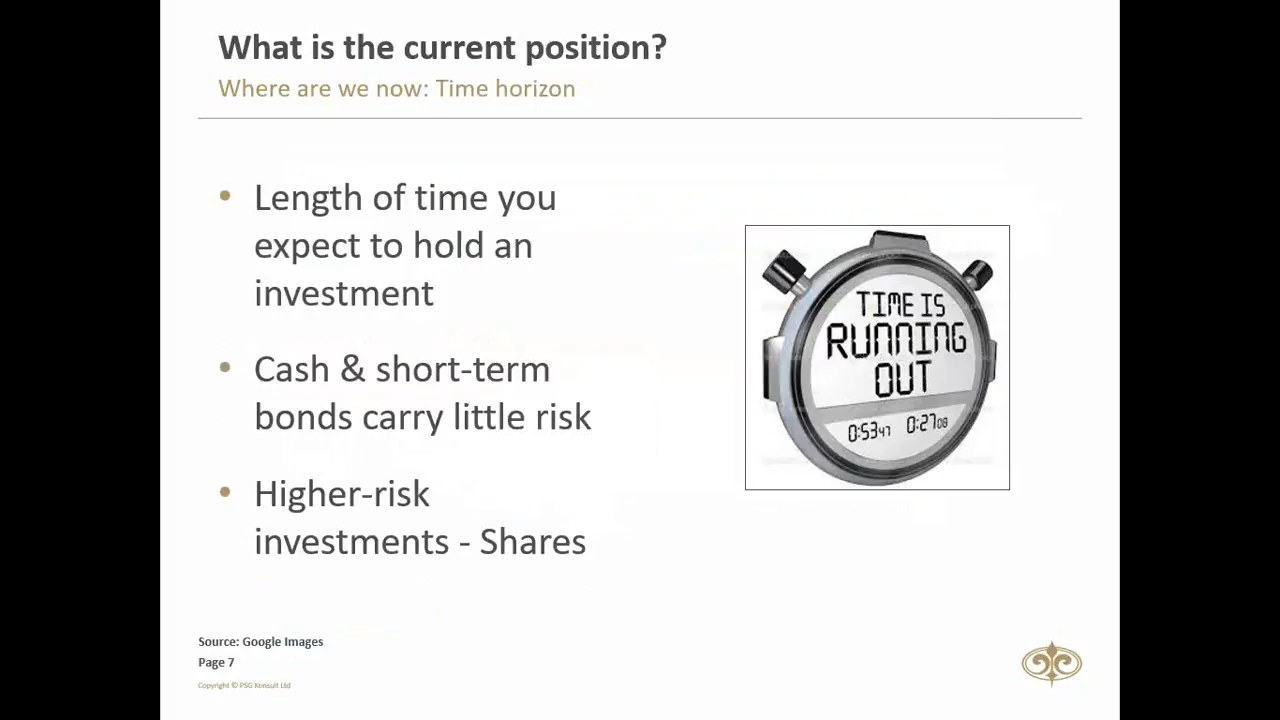 What is the current position?
Where are we now: Time horizon
• Length of time you
expect to hold an
investment
• Cash & short-term
bonds carry little risk
• Higher-risk
investments - Shares
TIME IS
RUNNING
OUT
0:53 47 0:27 08
Source: Google Images
Page 7
Copyright © PSG Konsult Ltd